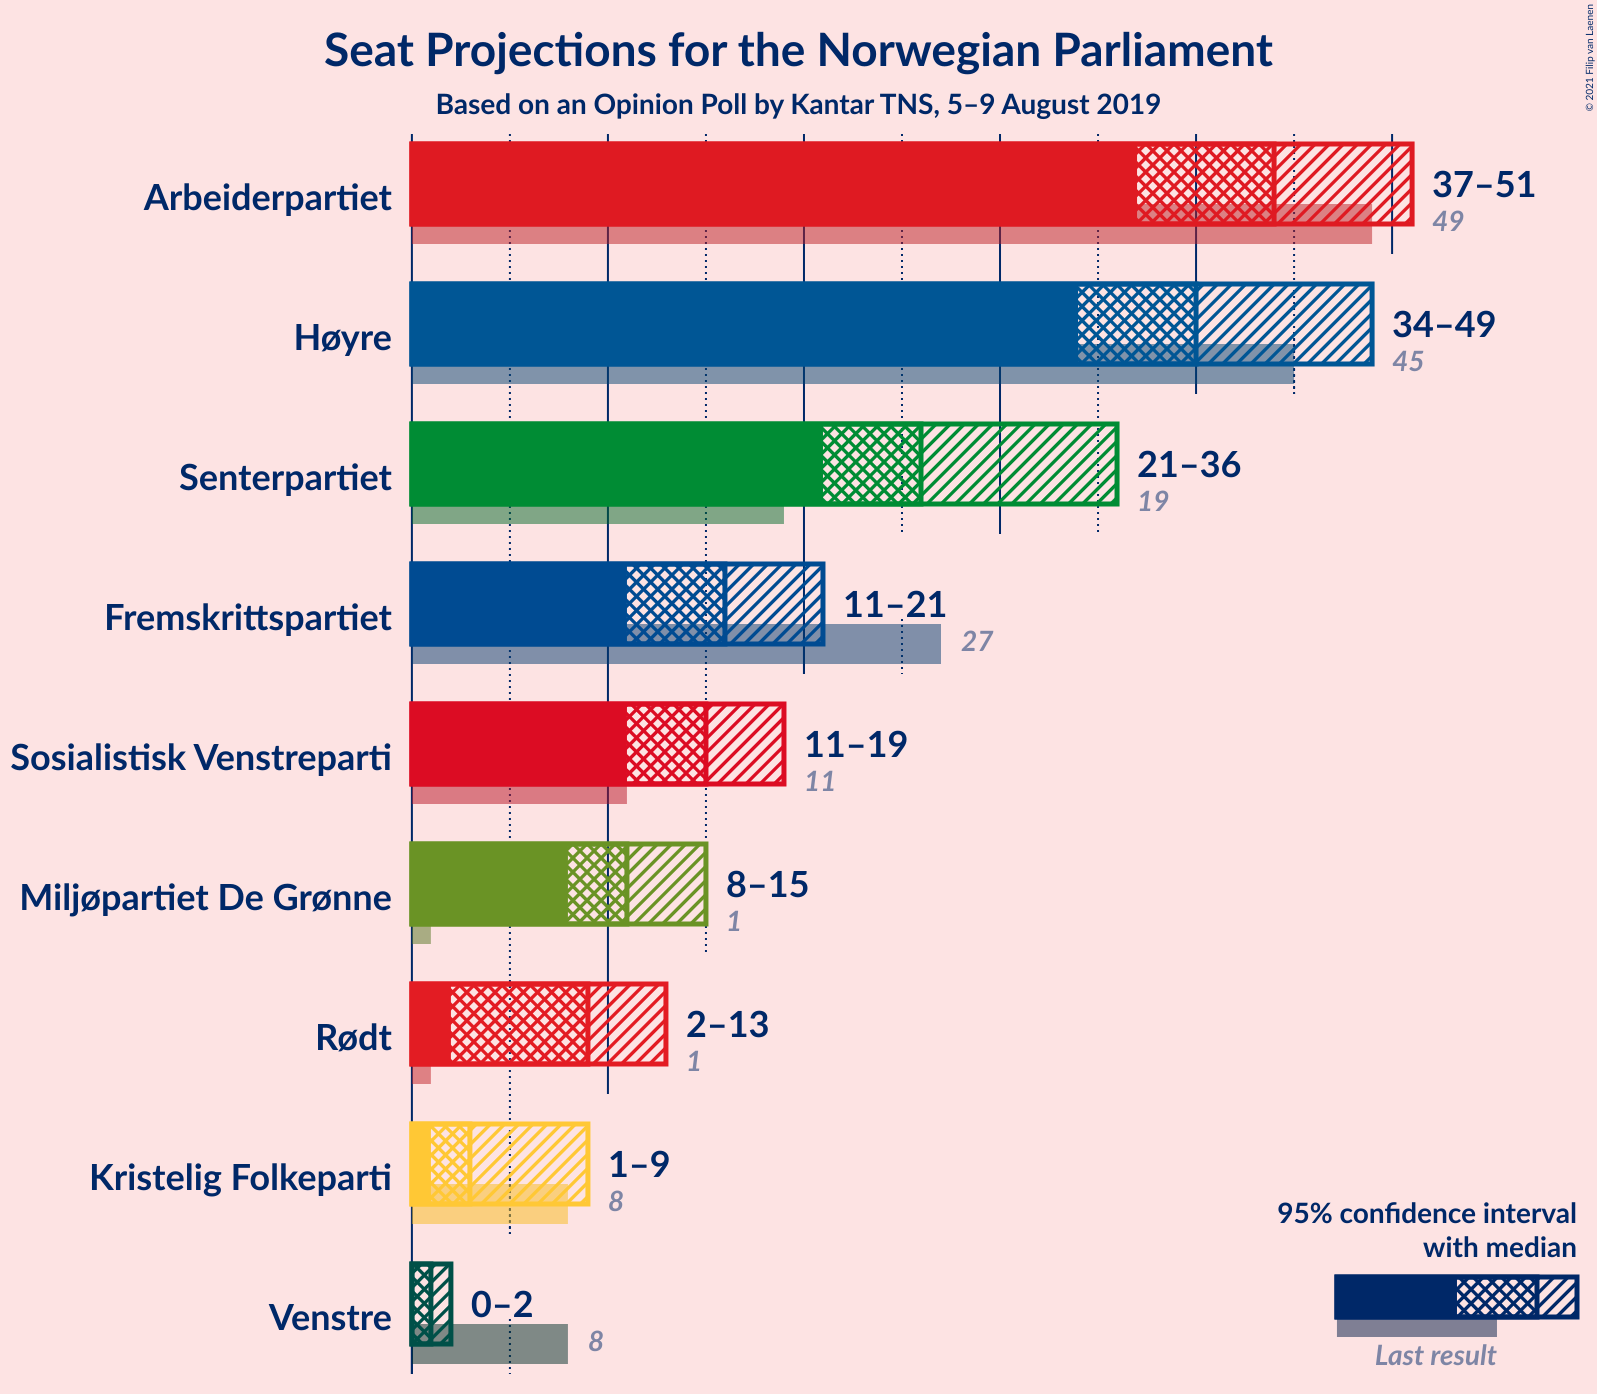 Seat Projections for the Norwegian Parliament
Based on an Opinion Poll by Kantar TNS, 5–9 August 2019
© 2021 Filip van Laenen
Arbeiderpartiet
37–51
49
Høyre
34–49
45
Senterpartiet
21–36
19
Fremskrittspartiet
11–21
27
Sosialistisk Venstreparti
11–19
11
Miljøpartiet De Grønne
8–15
1
Rødt
2–13
1
Kristelig Folkeparti
1–9
8
Venstre
0–2
8
95% confidence interval
with median
Last result